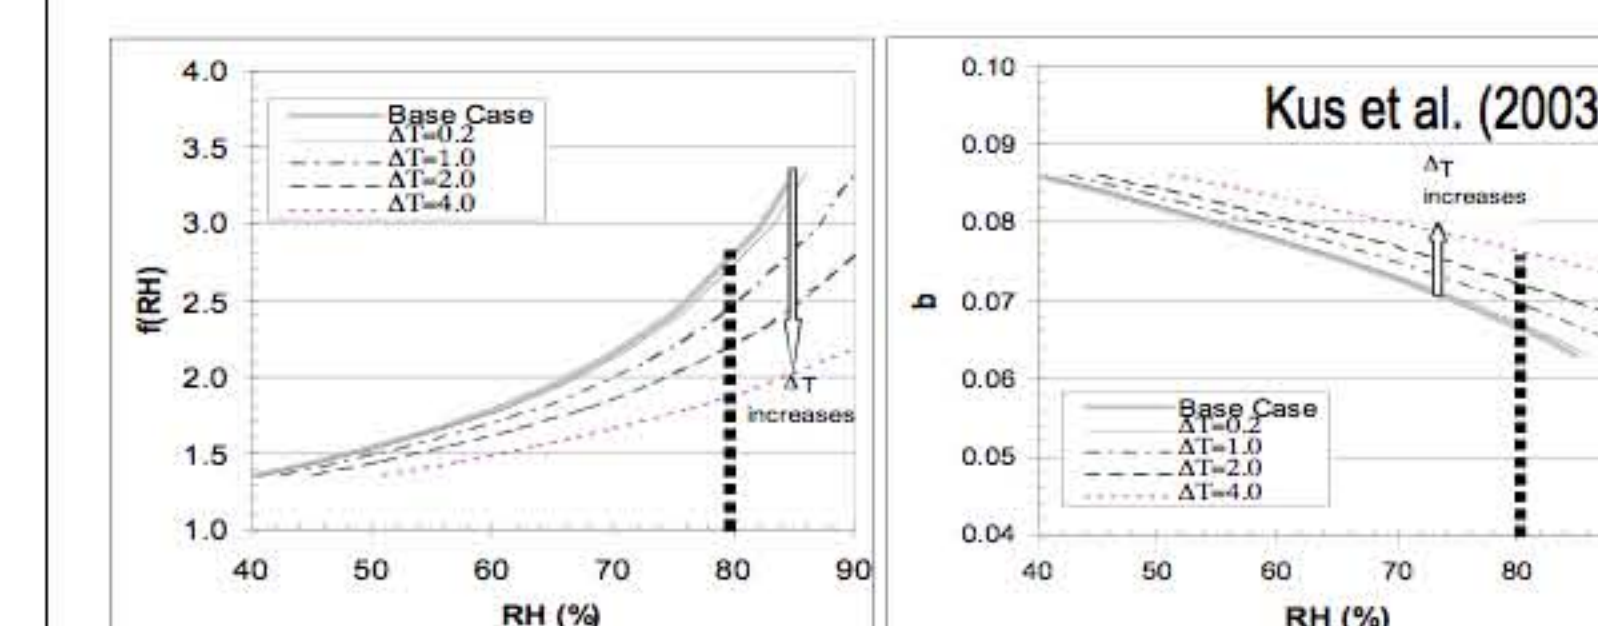 4.0
3.5
3.0
2.5
2.0
1.5
1.0
f(RH)
Base Case
ΔT=0.2
ΔT=1.0
ΔT=2.0
ΔT=4.0
ΔT
increases
40 50 60 70 80 90
RH (%)
Kus et al. (2003
0.10
0.09
0.08
0.07
0.06
0.05
0.04
b
ΔT
increases
Base Case
ΔT=0.2
ΔT=1.0
ΔT=2.0
ΔT=4.0
40 50 60 70 80
RH (%)